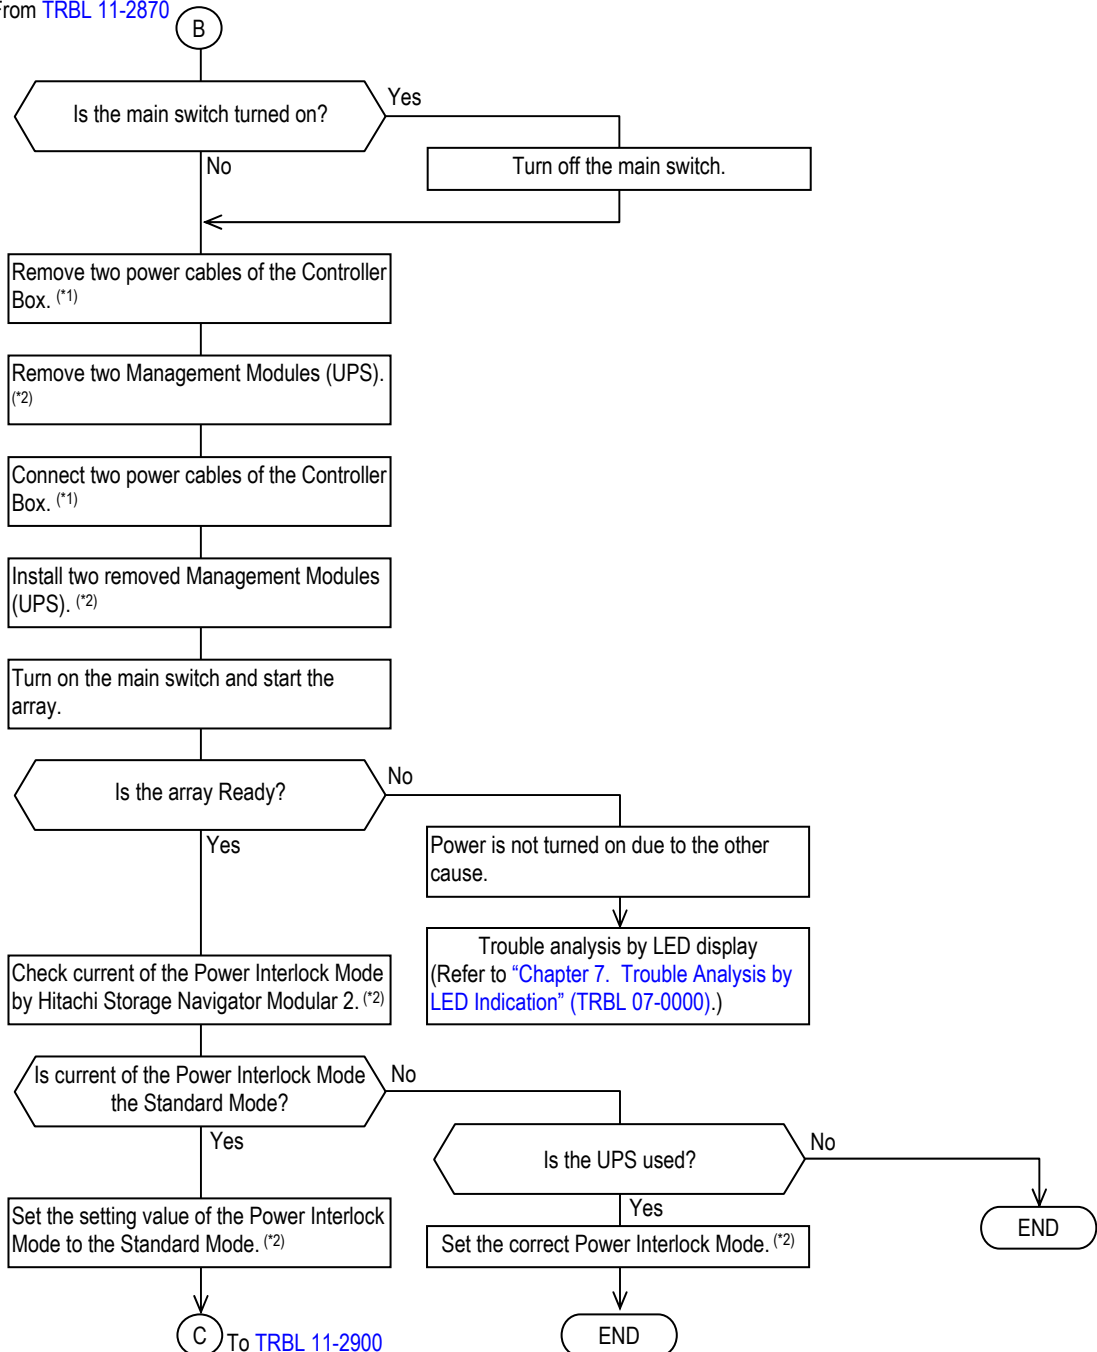 From TRBL 11-2870
B
Is the main switch turned on?
Yes
No
Turn off the main switch.
Remove two power cables of the Controller
Box. (*1)
Remove two Management Modules (UPS).
(*2)
Connect two power cables of the Controller
Box. (*1)
Install two removed Management Modules
(UPS). (*2)
Turn on the main switch and start the
array.
Is the array Ready?
No
Yes
Power is not turned on due to the other
cause.
Trouble analysis by LED display
(Refer to “Chapter 7. Trouble Analysis by
LED Indication” (TRBL 07-0000).)
Check current of the Power Interlock Mode
by Hitachi Storage Navigator Modular 2. (*2)
Is current of the Power Interlock Mode
the Standard Mode?
No
Yes
Is the UPS used?
No
Yes
Set the setting value of the Power Interlock
Mode to the Standard Mode. (*2)
Set the correct Power Interlock Mode. (*2)
END
C
To TRBL 11-2900
END